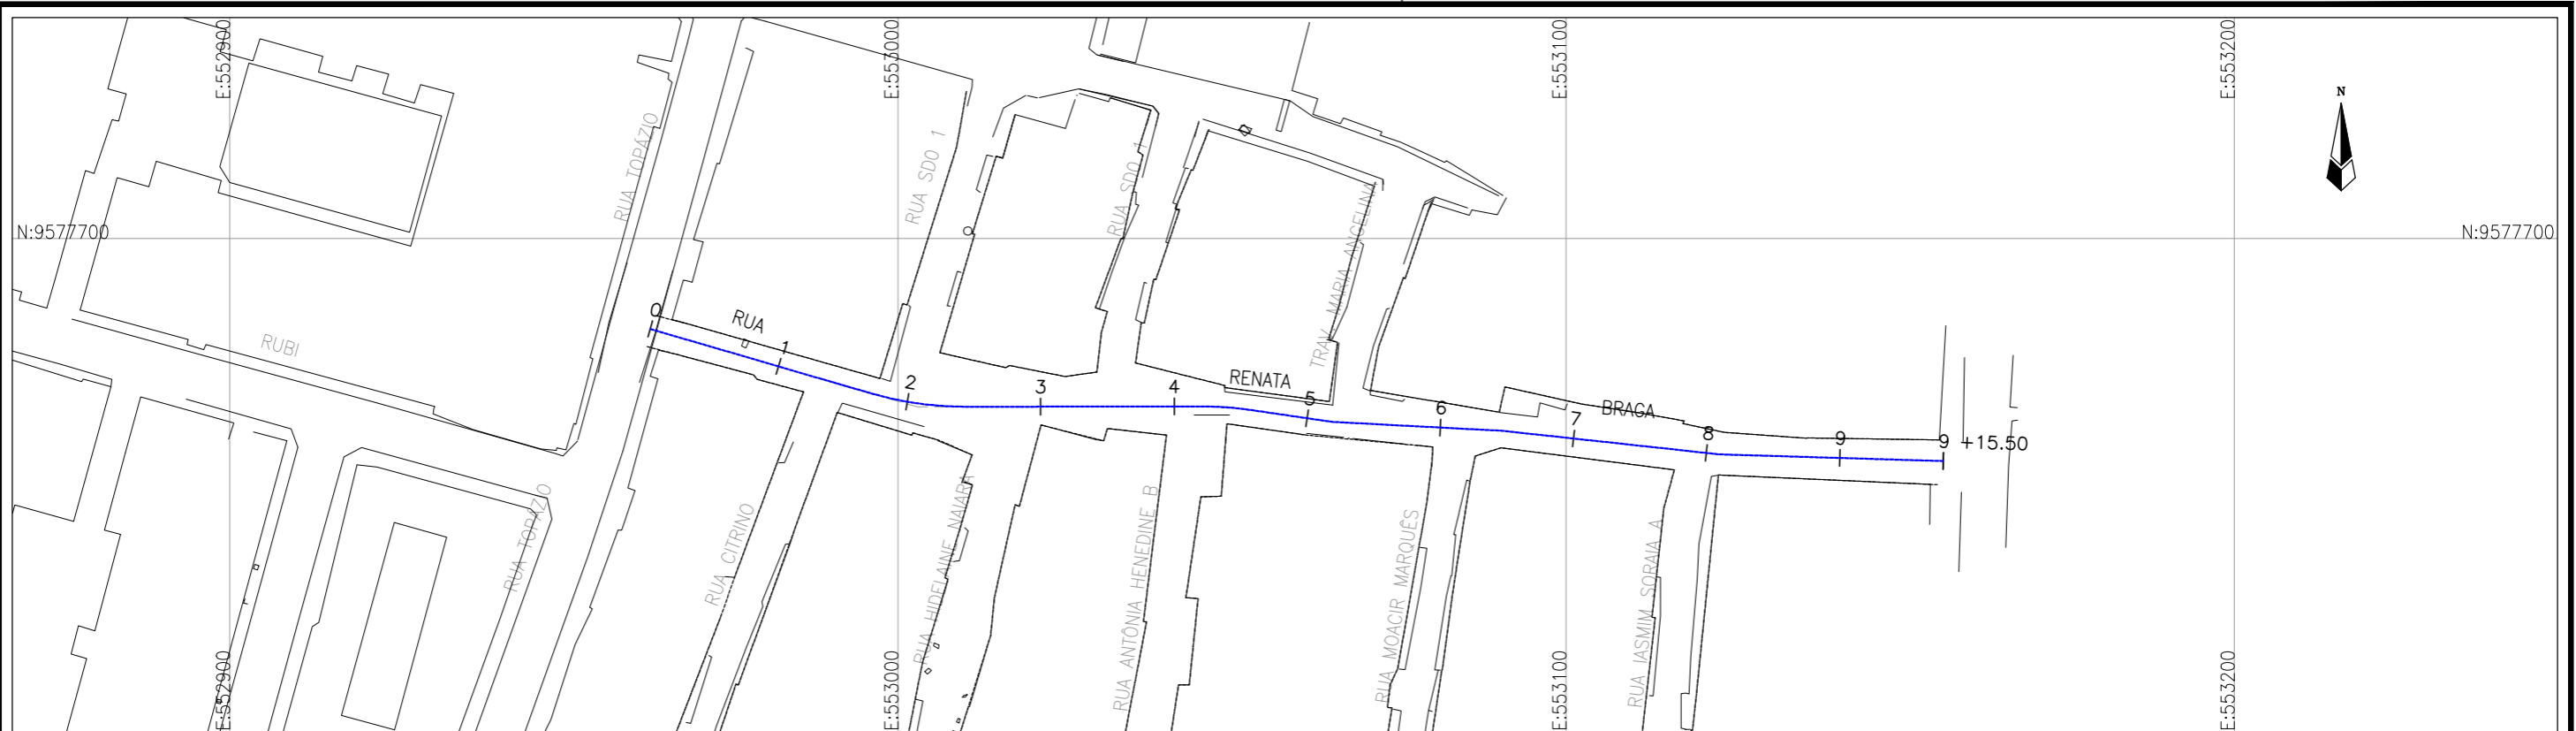 E:552900
E:553000
E:553100
E:553200
N
RUA TOPÁZIO
RUA SDO 1
RUA SDO 1
TRAV. MARIA ANGELINA
N:9577700
N:9577700
RUBI
0
RUA
1
2
3
4
RENATA
5
6
BRAGA
7
8
9
9 +15.50
RUA TOPÁZIO
RUA CITRINO
RUA HIDELAINE NAIARA
RUA ANTÔNIA HENEDINE B
RUA MOACIR MARQUÊS
RUA IASMIM SORAIA A
E:552900
E:553000
E:553100
E:553200